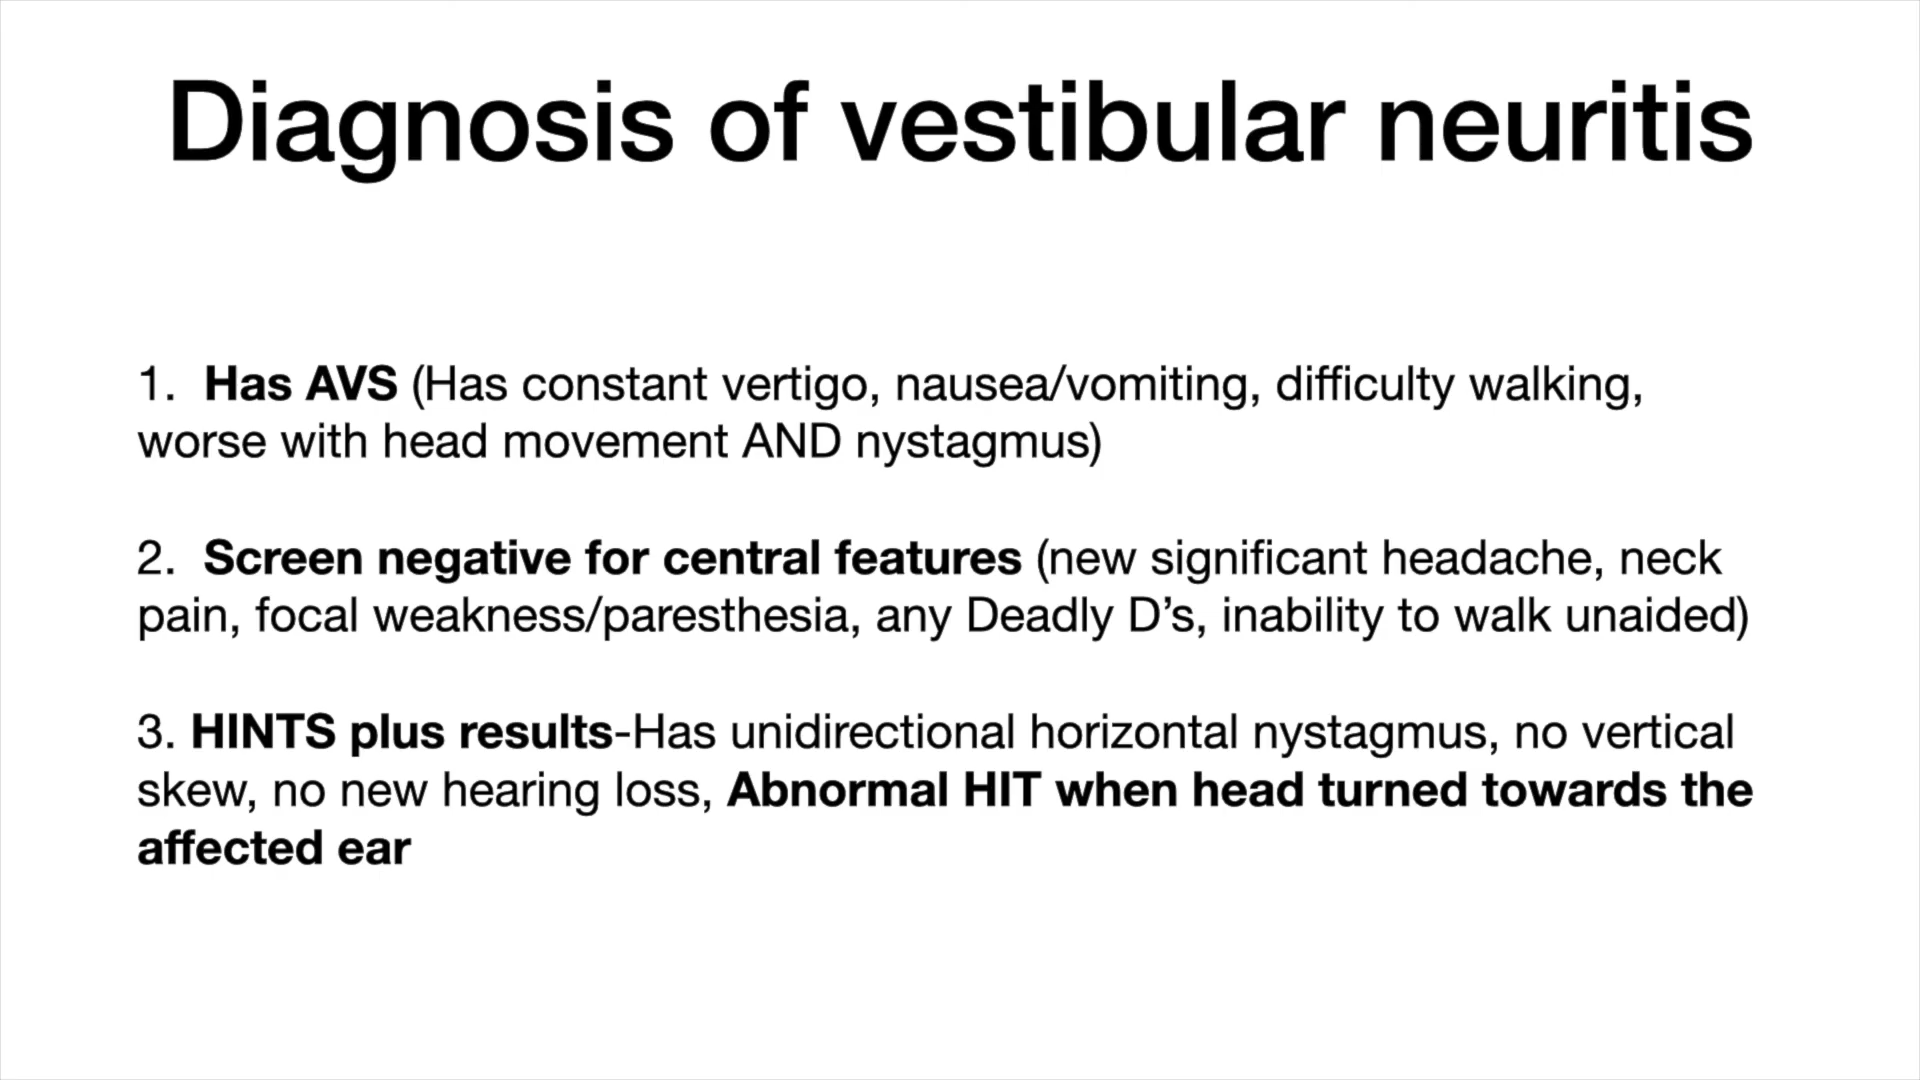 Diagnosis of vestibular neuritis
1. Has AVS (Has constant vertigo, nausea/vomiting, difficulty walking,
worse with head movement AND nystagmus)
2. Screen negative for central features (new significant headache, neck
pain, focal weakness/paresthesia, any Deadly D’s, inability to walk unaided)
3. HINTS plus results-Has unidirectional horizontal nystagmus, no vertical
skew, no new hearing loss, Abnormal HIT when head turned towards the
affected ear